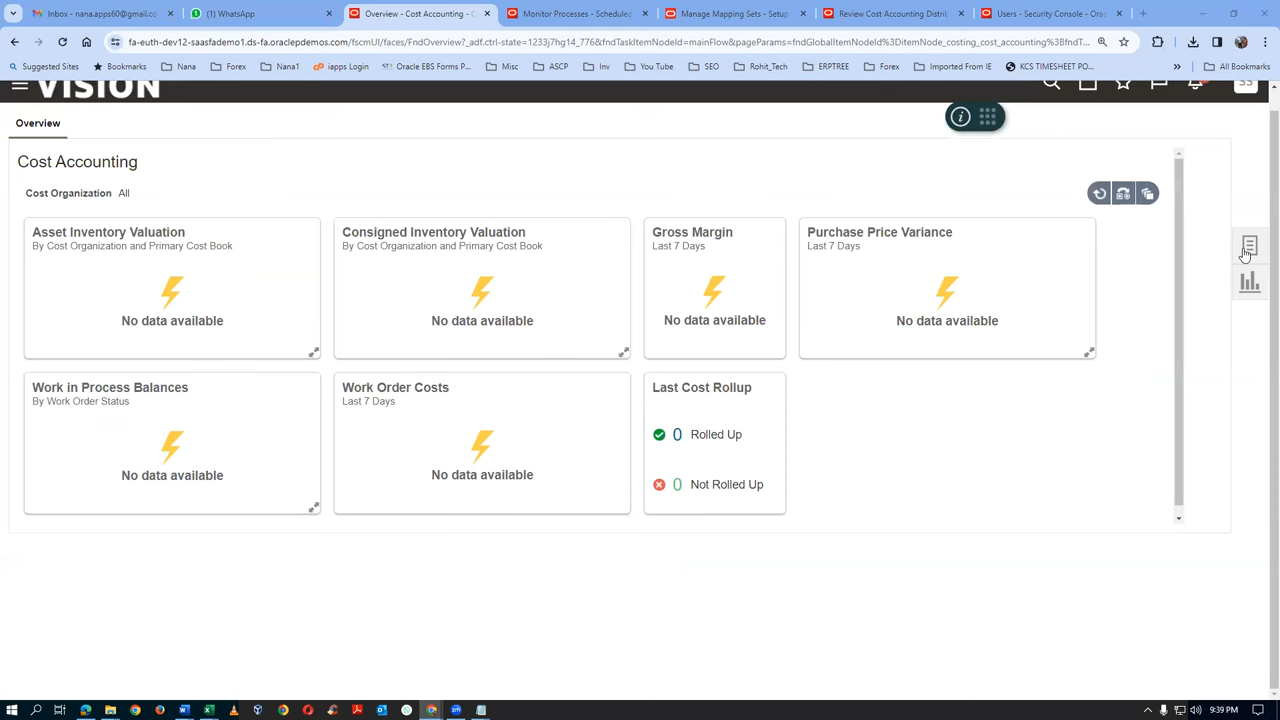 Inbox - nana.apps60@gmail.co
(1) WhatsApp
Overview - Cost Accounting - C
Monitor Processes - Scheduled
Manage Mapping Sets - Setup
Review Cost Accounting Distrib
Users - Security Console - Orac
fa-euth-dev12-saasfademo1.ds-fa.oraclepdemos.com/fscmUI/faces/FndOverview?_adf.ctrl-state=1233j7hg14_776&fndTaskItemNodeId=mainFlow&pageParams=fndGlobalItemNodeId%3DitemNode_costing_cost_accounting%3BfndT...
Suggested Sites
Bookmarks
Nana
Forex
Nana1
iapps Login
Oracle EBS Forms P...
Misc
ASCP
Inv
You Tube
SEO
Rohit_Tech
ERPTREE
Forex
Imported From IE
KCS TIMESHEET PO...
»
All Bookmarks
VISION
SS
Overview
Cost Accounting
Cost Organization All
Asset Inventory Valuation
By Cost Organization and Primary Cost Book
No data available
Consigned Inventory Valuation
By Cost Organization and Primary Cost Book
No data available
Gross Margin
Last 7 Days
No data available
Purchase Price Variance
Last 7 Days
No data available
Work in Process Balances
By Work Order Status
No data available
Work Order Costs
Last 7 Days
No data available
Last Cost Rollup
0 Rolled Up
0 Not Rolled Up
9:39 PM